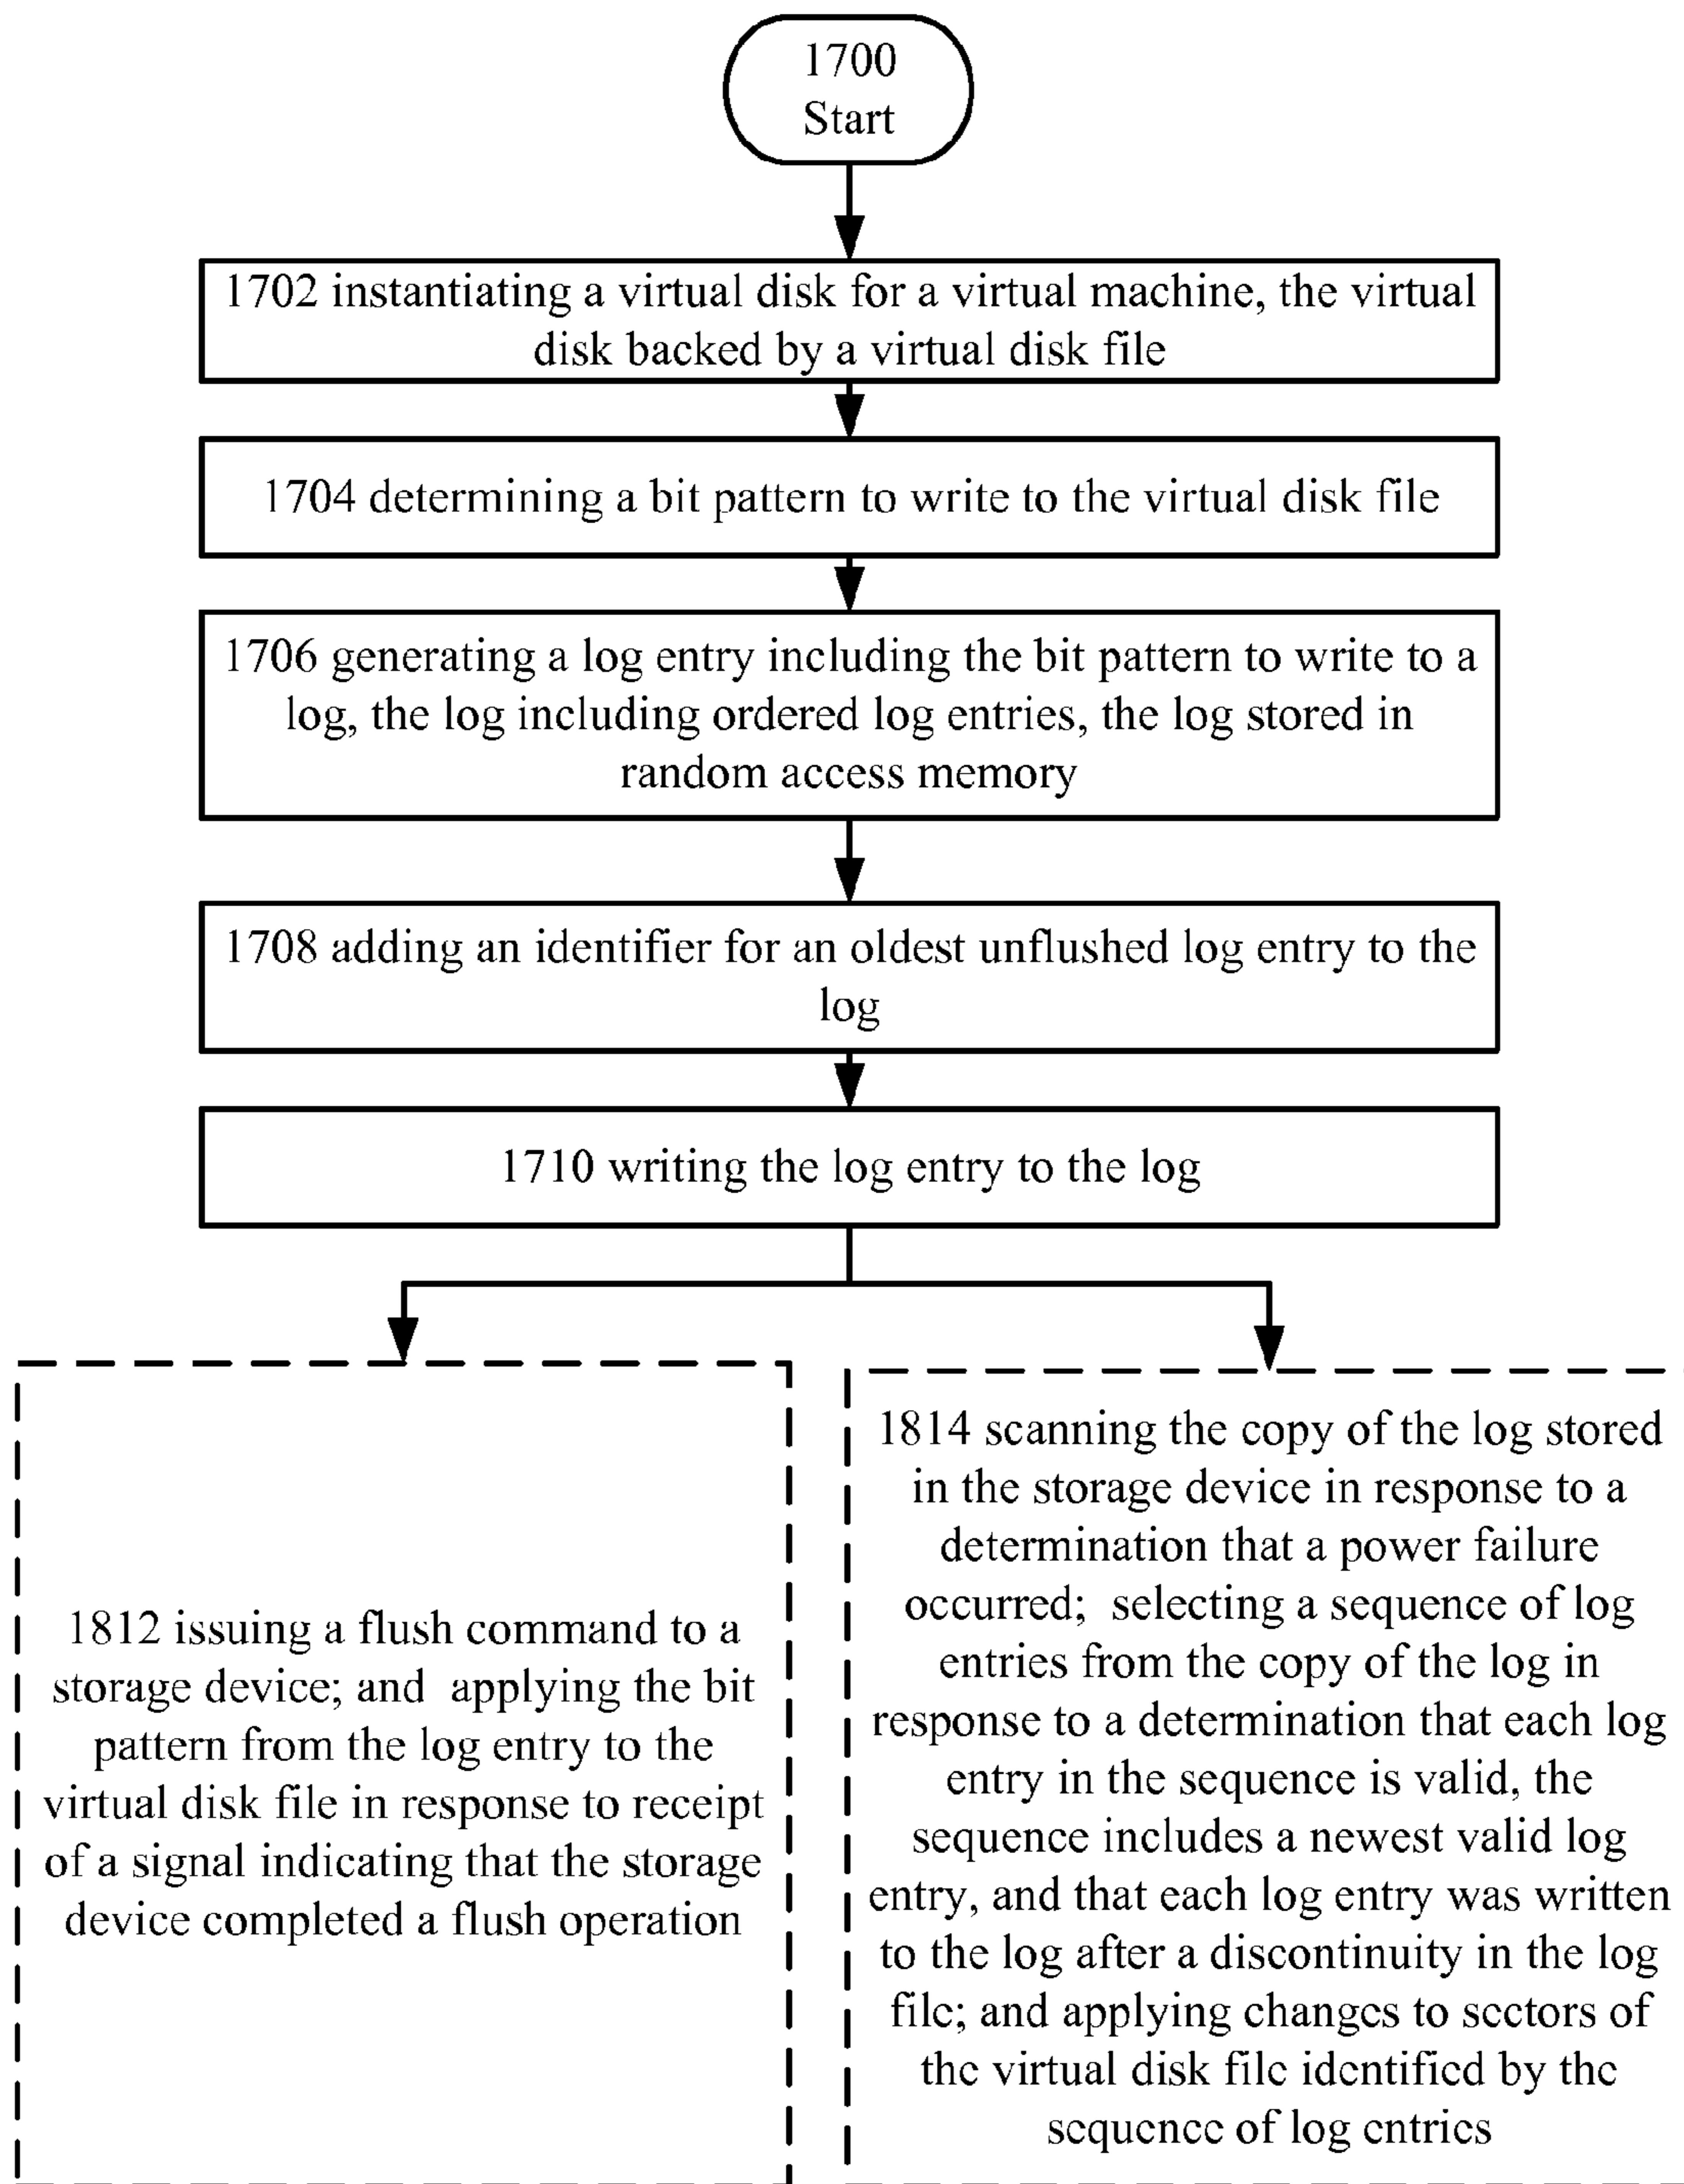 1700
Start
1702 instantiating a virtual disk for a virtual machine, the virtual
disk backed by a virtual disk file
1704 determining a bit pattern to write to the virtual disk file
1706 generating a log entry including the bit pattern to write to a
log, the log including ordered log entries, the log stored in
random access memory
1708 adding an identifier for an oldest unflushed log entry to the
log
1710 writing the log entry to the log
1812 issuing a flush command to a
storage device; and applying the bit
pattern from the log entry to the
virtual disk file in response to receipt
of a signal indicating that the storage
device completed a flush operation
1814 scanning the copy of the log stored
in the storage device in response to a
determination that a power failure
occurred; selecting a sequence of log
entries from the copy of the log in
response to a determination that each log
entry in the sequence is valid, the
sequence includes a newest valid log
entry, and that each log entry was written
to the log after a discontinuity in the log
file; and applying changes to sectors of
the virtual disk file identified by the
sequence of log entries